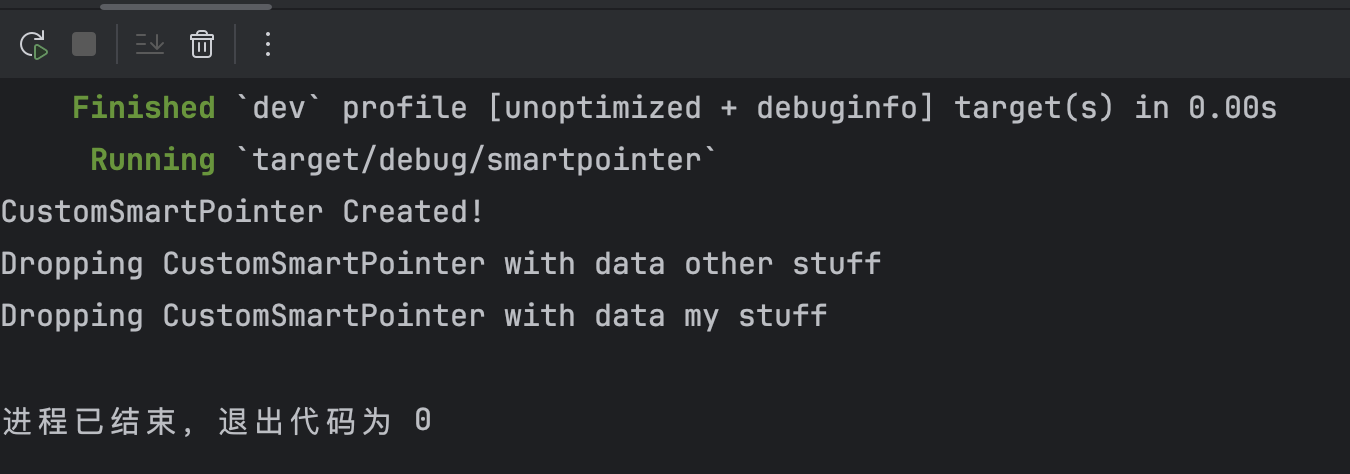 Finished `dev` profile [unoptimized + debuginfo] target(s) in 0.00s
Running `target/debug/smartpointer`
CustomSmartPointer Created!
Dropping CustomSmartPointer with data other stuff
Dropping CustomSmartPointer with data my stuff
进程已结束，退出代码为 0